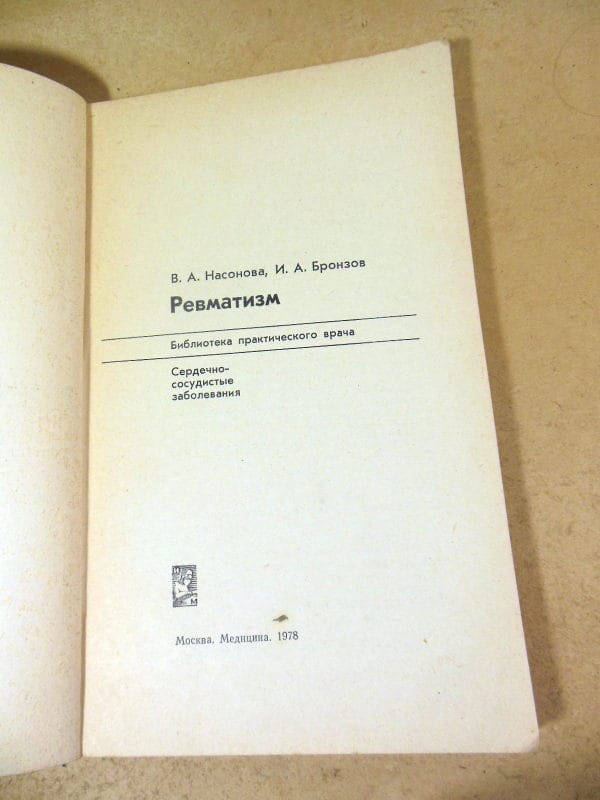 В. А. Насонова, И. А. Бронзов
Ревматизм
Библиотека практического врача
Сердечно-
сосудистые
заболевания
М
Москва. Медицина. 1978